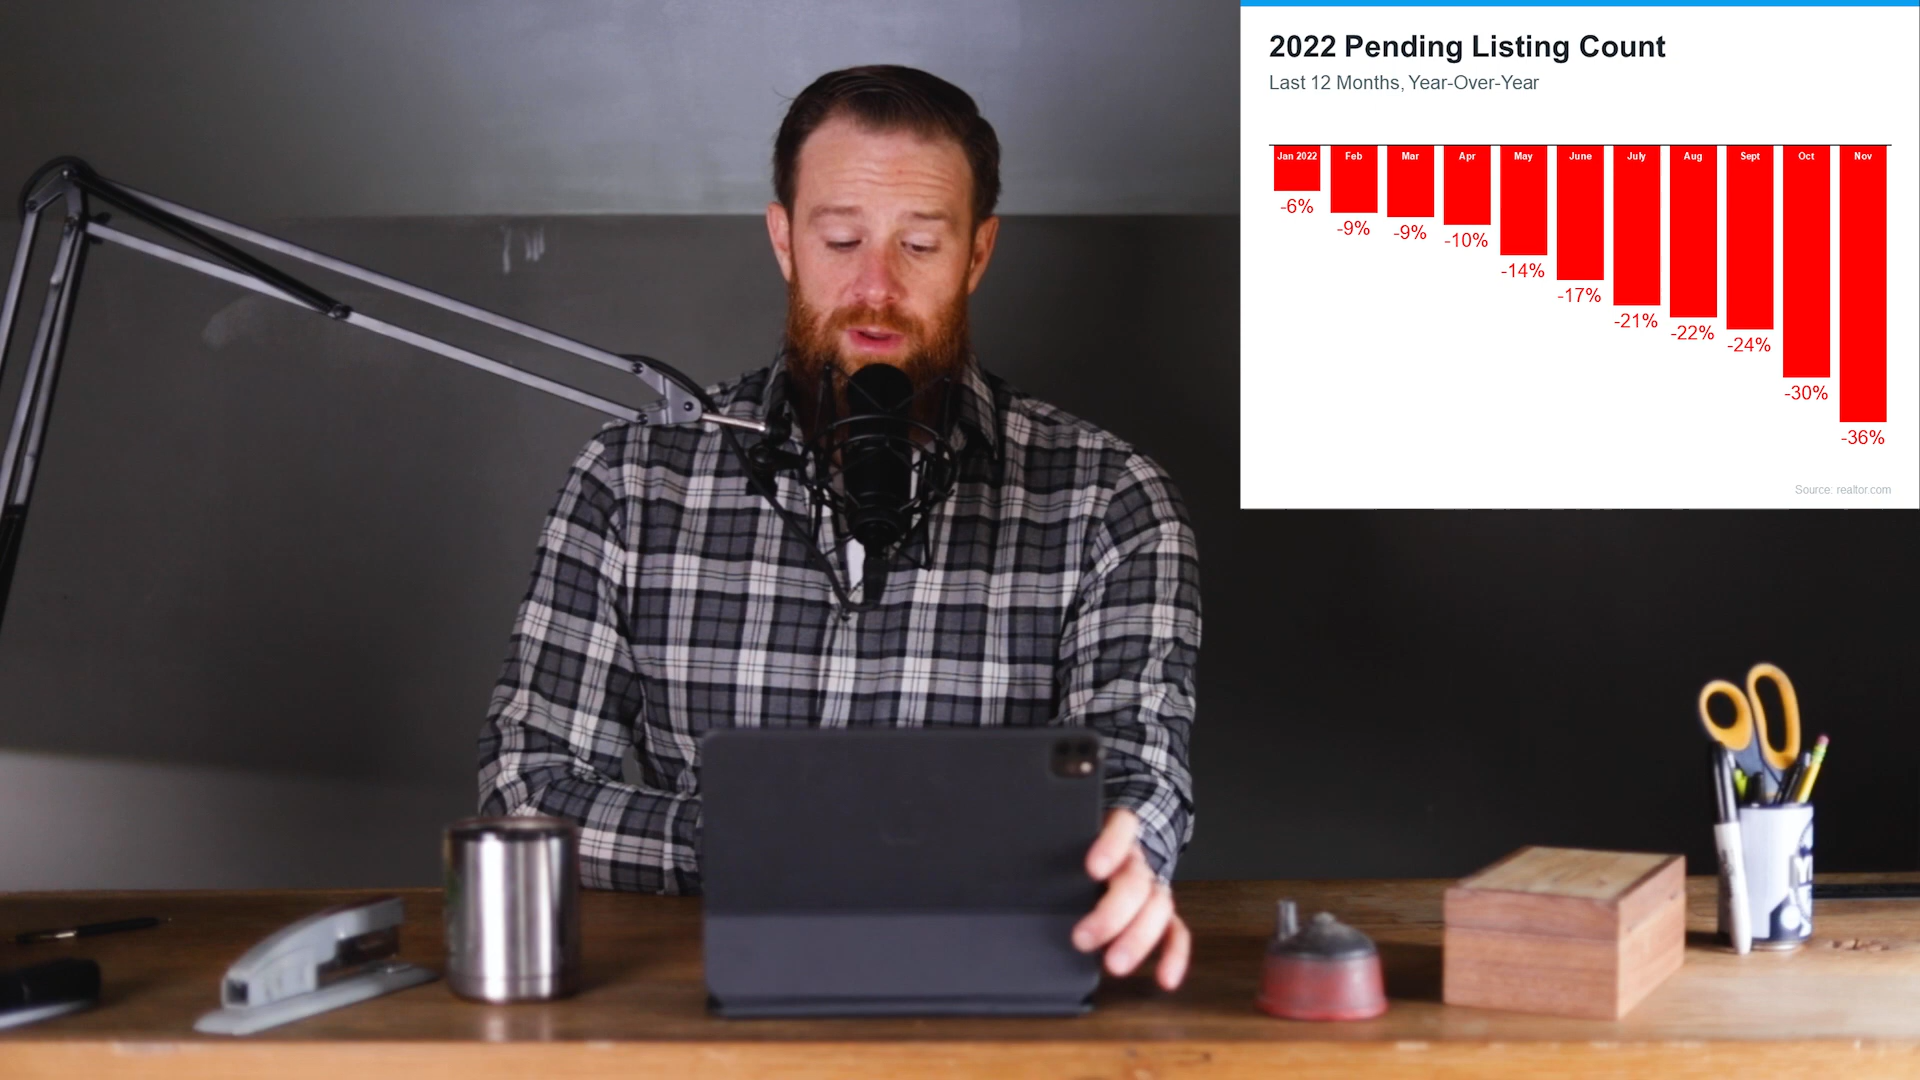 2022 Pending Listing Count
Last 12 Months, Year-Over-Year
Jan 2022 Feb Mar Apr May June July Aug Sept Oct Nov
-6% -9% -9% -10% -14% -17% -21% -22% -24% -30% -36%
Source: realtor.com